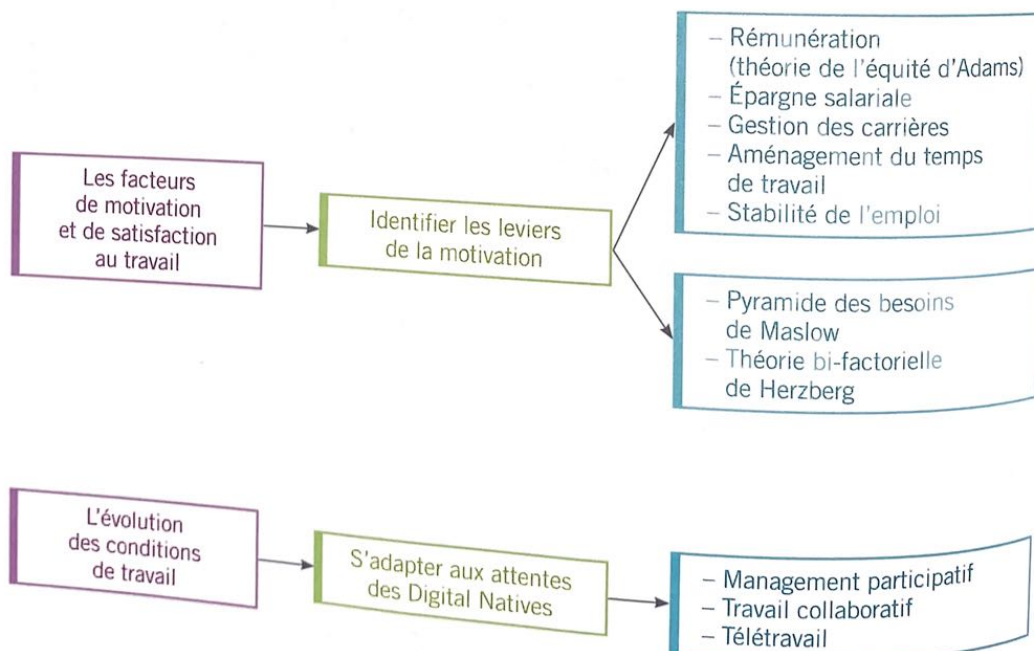 Les facteurs
de motivation
et de satisfaction
au travail
Identifier les leviers
de la motivation
– Rémunération
(théorie de l'équité d'Adams)
– Épargne salariale
– Gestion des carrières
– Aménagement du temps
de travail
– Stabilité de l'emploi
– Pyramide des besoins
de Maslow
– Théorie bi-factorielle
de Herzberg
L'évolution
des conditions
de travail
S'adapter aux attentes
des Digital Natives
– Management participatif
– Travail collaboratif
– Télétravail